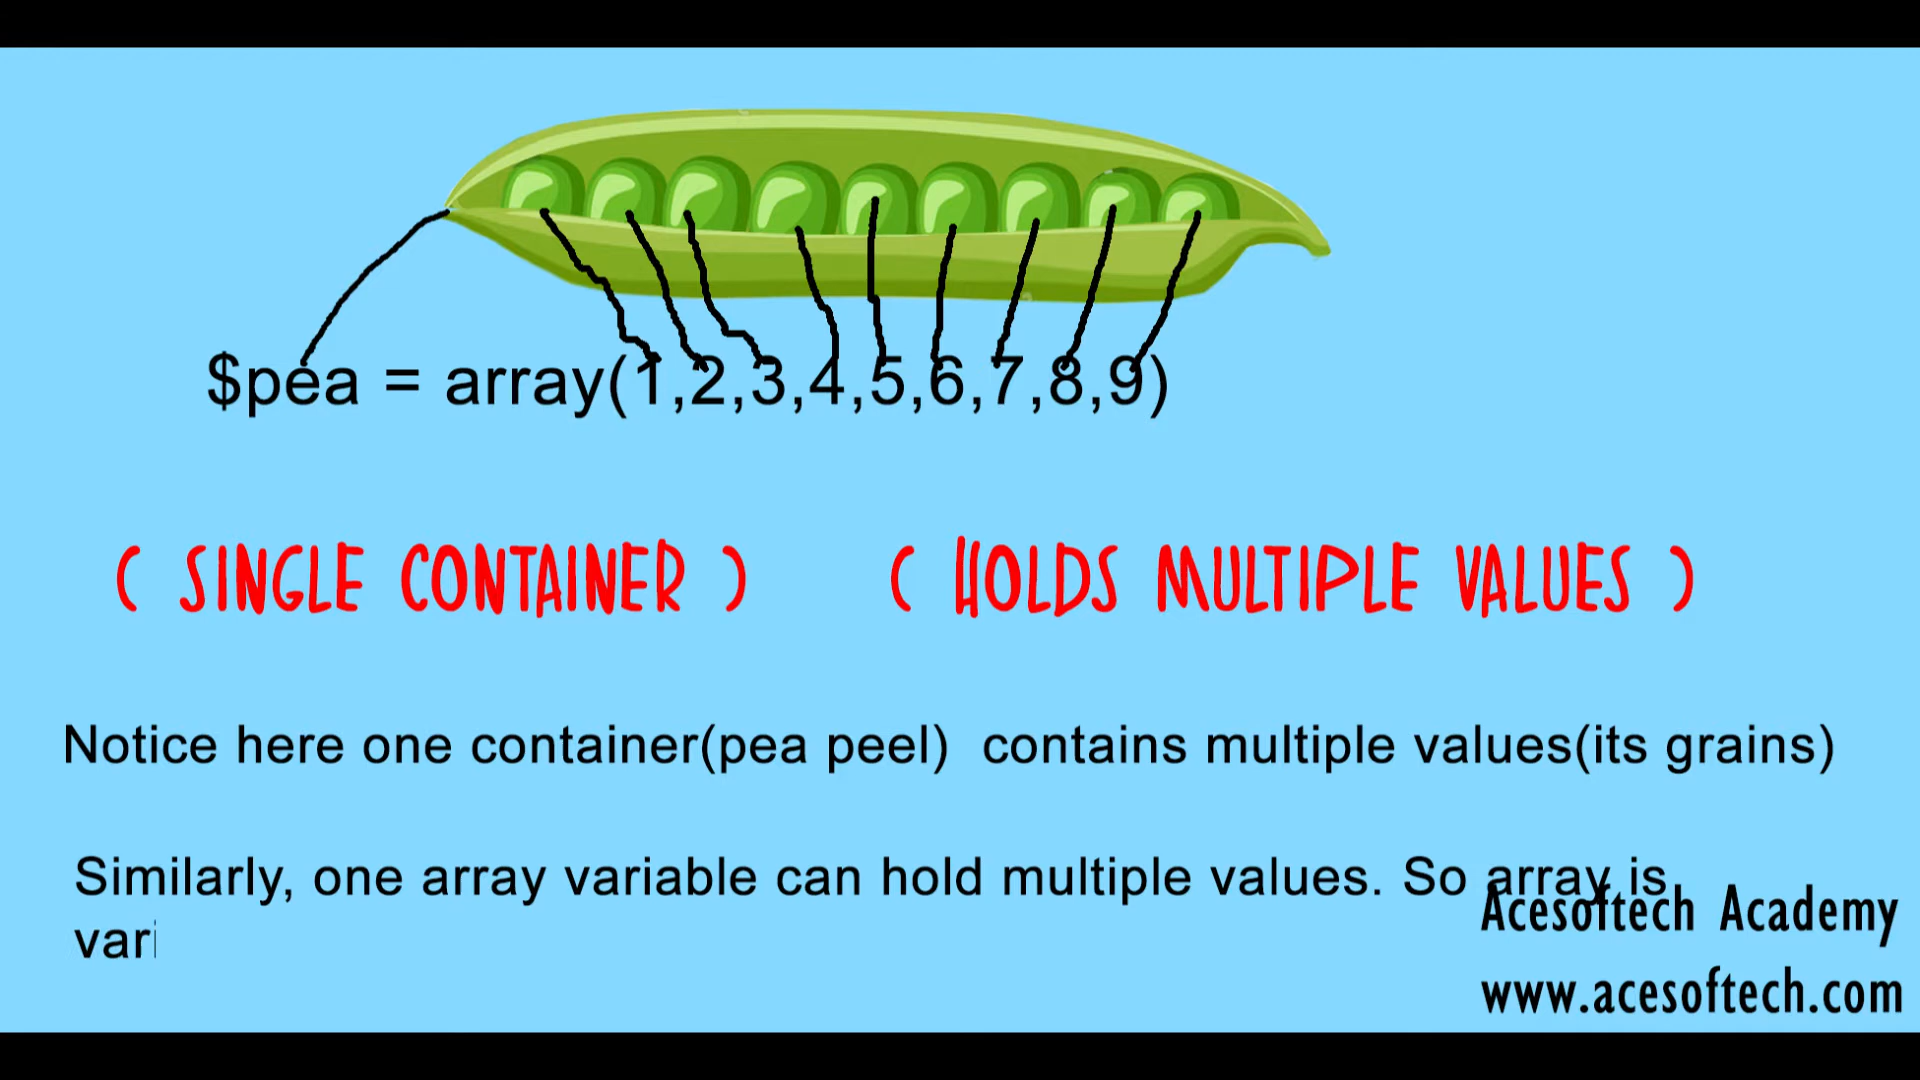 $pea = array(1,2,3,4,5,6,7,8,9)
( SINGLE CONTAINER ) ( HOLDS MULTIPLE VALUES )
Notice here one container(pea peel) contains multiple values(its grains)
Similarly, one array variable can hold multiple values. So array is
vari
Acesoftech Academy
www.acesoftech.com